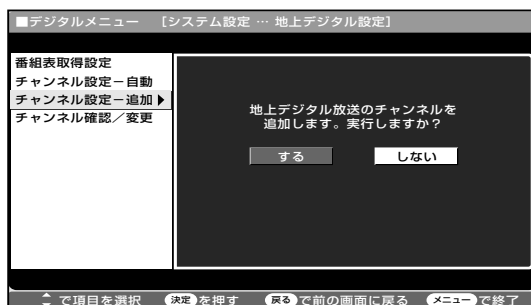 ■デジタルメニュー ［システム設定 … 地上デジタル設定］
番組表取得設定
チャンネル設定－自動
チャンネル設定－追加
チャンネル確認／変更
地上デジタル放送のチャンネルを
追加します。実行しますか？
する しない
で項目を選択 決定を押す 戻るで前の画面に戻る メニューで終了